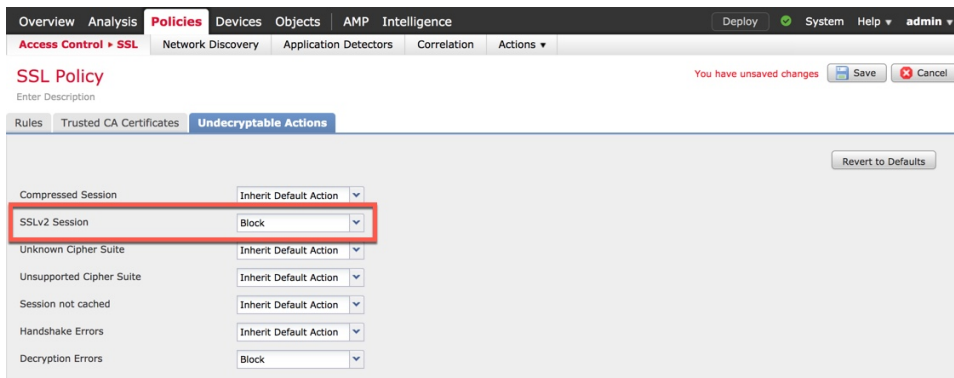 Overview Analysis Policies Devices Objects AMP Intelligence Deploy System Help ▾ admin ▾
Access Control ▸ SSL Network Discovery Application Detectors Correlation Actions ▾
SSL Policy
You have unsaved changes Save Cancel
Enter Description
Rules Trusted CA Certificates Undecryptable Actions
Revert to Defaults
Compressed Session Inherit Default Action
SSLv2 Session Block
Unknown Cipher Suite Inherit Default Action
Unsupported Cipher Suite Inherit Default Action
Session not cached Inherit Default Action
Handshake Errors Inherit Default Action
Decryption Errors Block